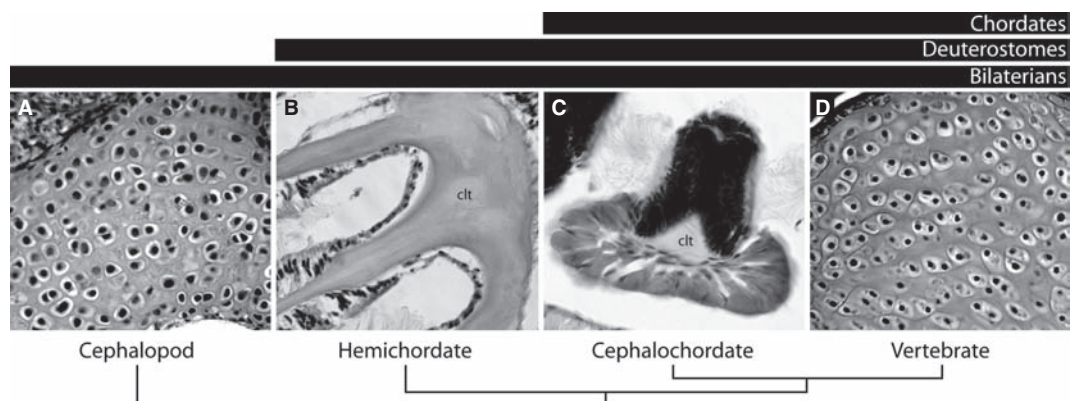 Chordates
Deuterostomes
Bilaterians
A B C D
clt clt
Cephalopod Hemichordate Cephalochordate Vertebrate